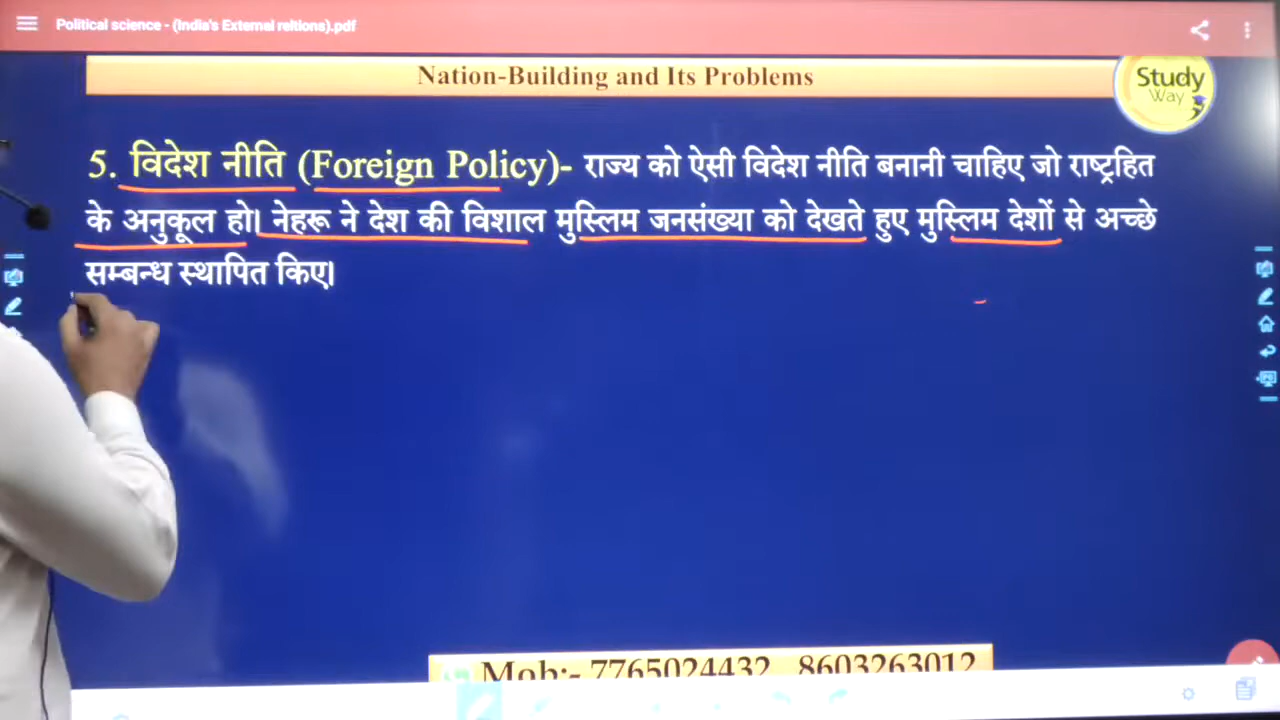 Political science - (India's External reltions).pdf
Nation-Building and Its Problems
Study
Way
5. विदेश नीति (Foreign Policy)- राज्य को ऐसी विदेश नीति बनानी चाहिए जो राष्ट्रहित
के अनुकूल हो। नेहरू ने देश की विशाल मुस्लिम जनसंख्या को देखते हुए मुस्लिम देशों से अच्छे
सम्बन्ध स्थापित किए।
Mob:- 7765024432, 8603263012